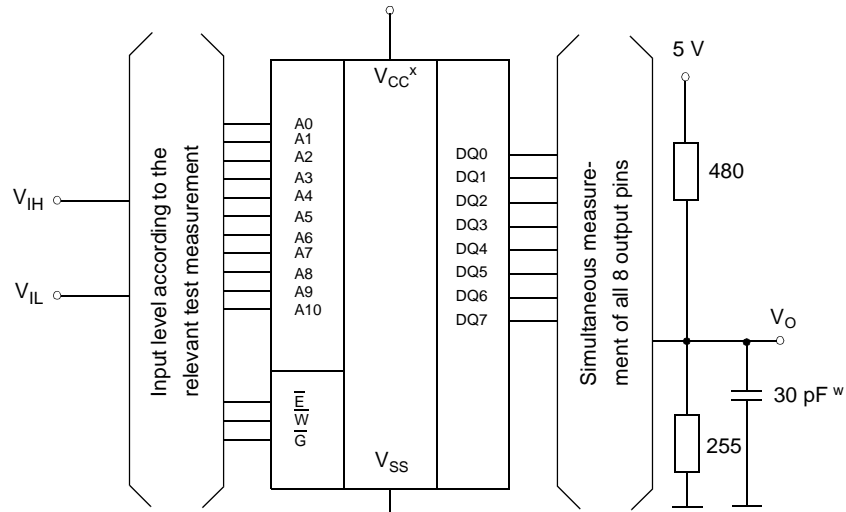 5 V
V_CC^x
A0
A1
A2
A3
A4
A5
A6
A7
A8
A9
A10
DQ0
DQ1
DQ2
DQ3
DQ4
DQ5
DQ6
DQ7
480
V_IH
V_IL
Input level according to the
relevant test measurement
Simultaneous measure-
ment of all 8 output pins
V_O
30 pF ^w
E̅
W̅
G̅
255
V_SS